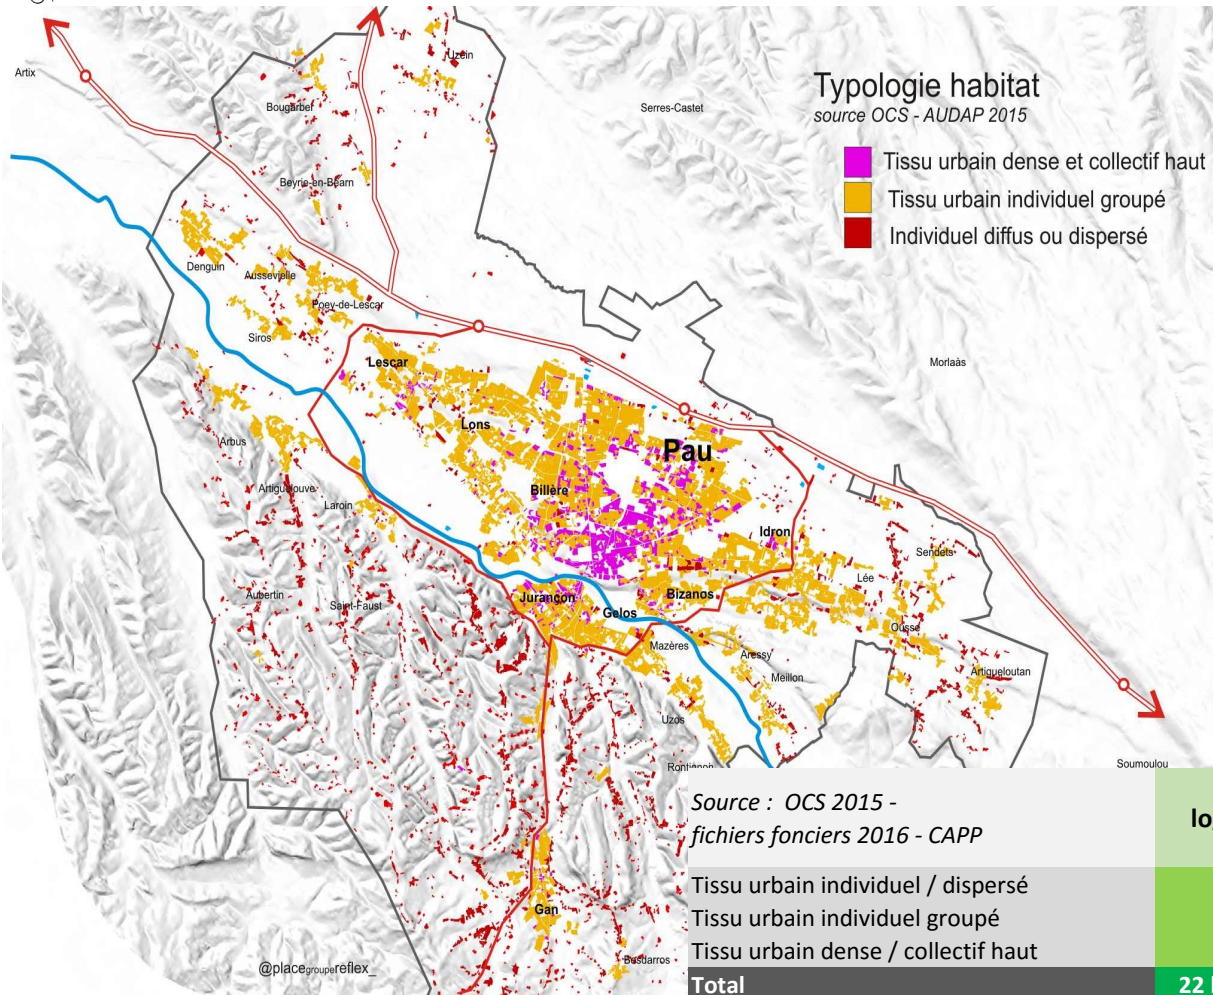 Artix
Uzein
Bougarber
Serres-Castet
Typologie habitat
source OCS - AUDAP 2015
Tissu urbain dense et collectif haut
Tissu urbain individuel groupé
Individuel diffus ou dispersé
Beyrie-en-Béarn
Denguin
Aussevielle
Poey-de-Lescar
Siros
Morlaàs
Lescar
Lons
Pau
Arbus
Artiguelouve
Laroin
Billère
Idron
Sendets
Lée
Aubertin
Saint-Faust
Jurançon
Gelos
Bizanos
Ousse
Mazères
Aressy
Meillon
Artigueloutan
Uzos
Rontignon
Soumoulou
Source : OCS 2015 -
fichiers fonciers 2016 - CAPP
Tissu urbain individuel / dispersé
Tissu urbain individuel groupé
Tissu urbain dense / collectif haut
Total 22
Gan
Bosdarros
@placegroupereflex_